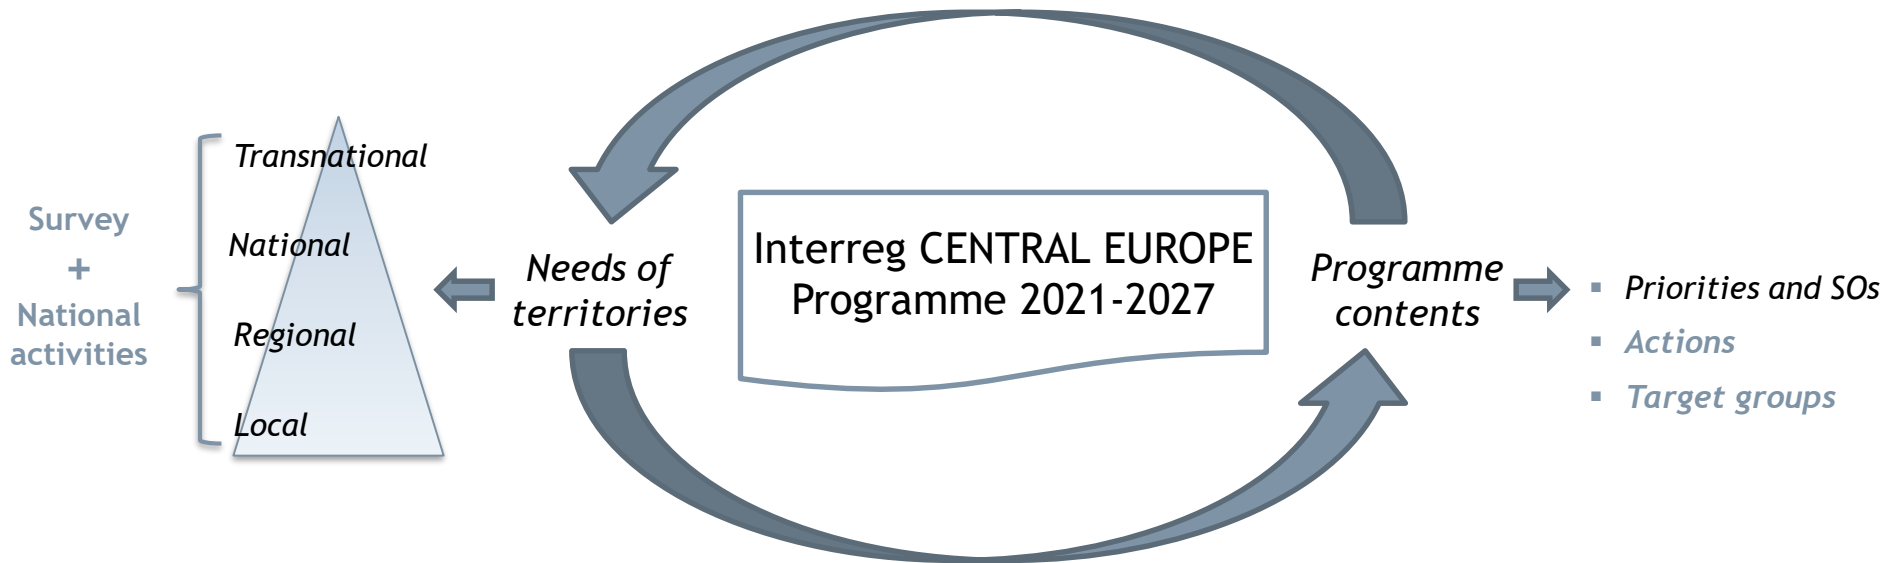 Survey
+
National
activities
Transnational
National
Regional
Local
Needs of
territories
Interreg CENTRAL EUROPE
Programme 2021-2027
Programme
contents
▪ Priorities and SOs
▪ Actions
▪ Target groups